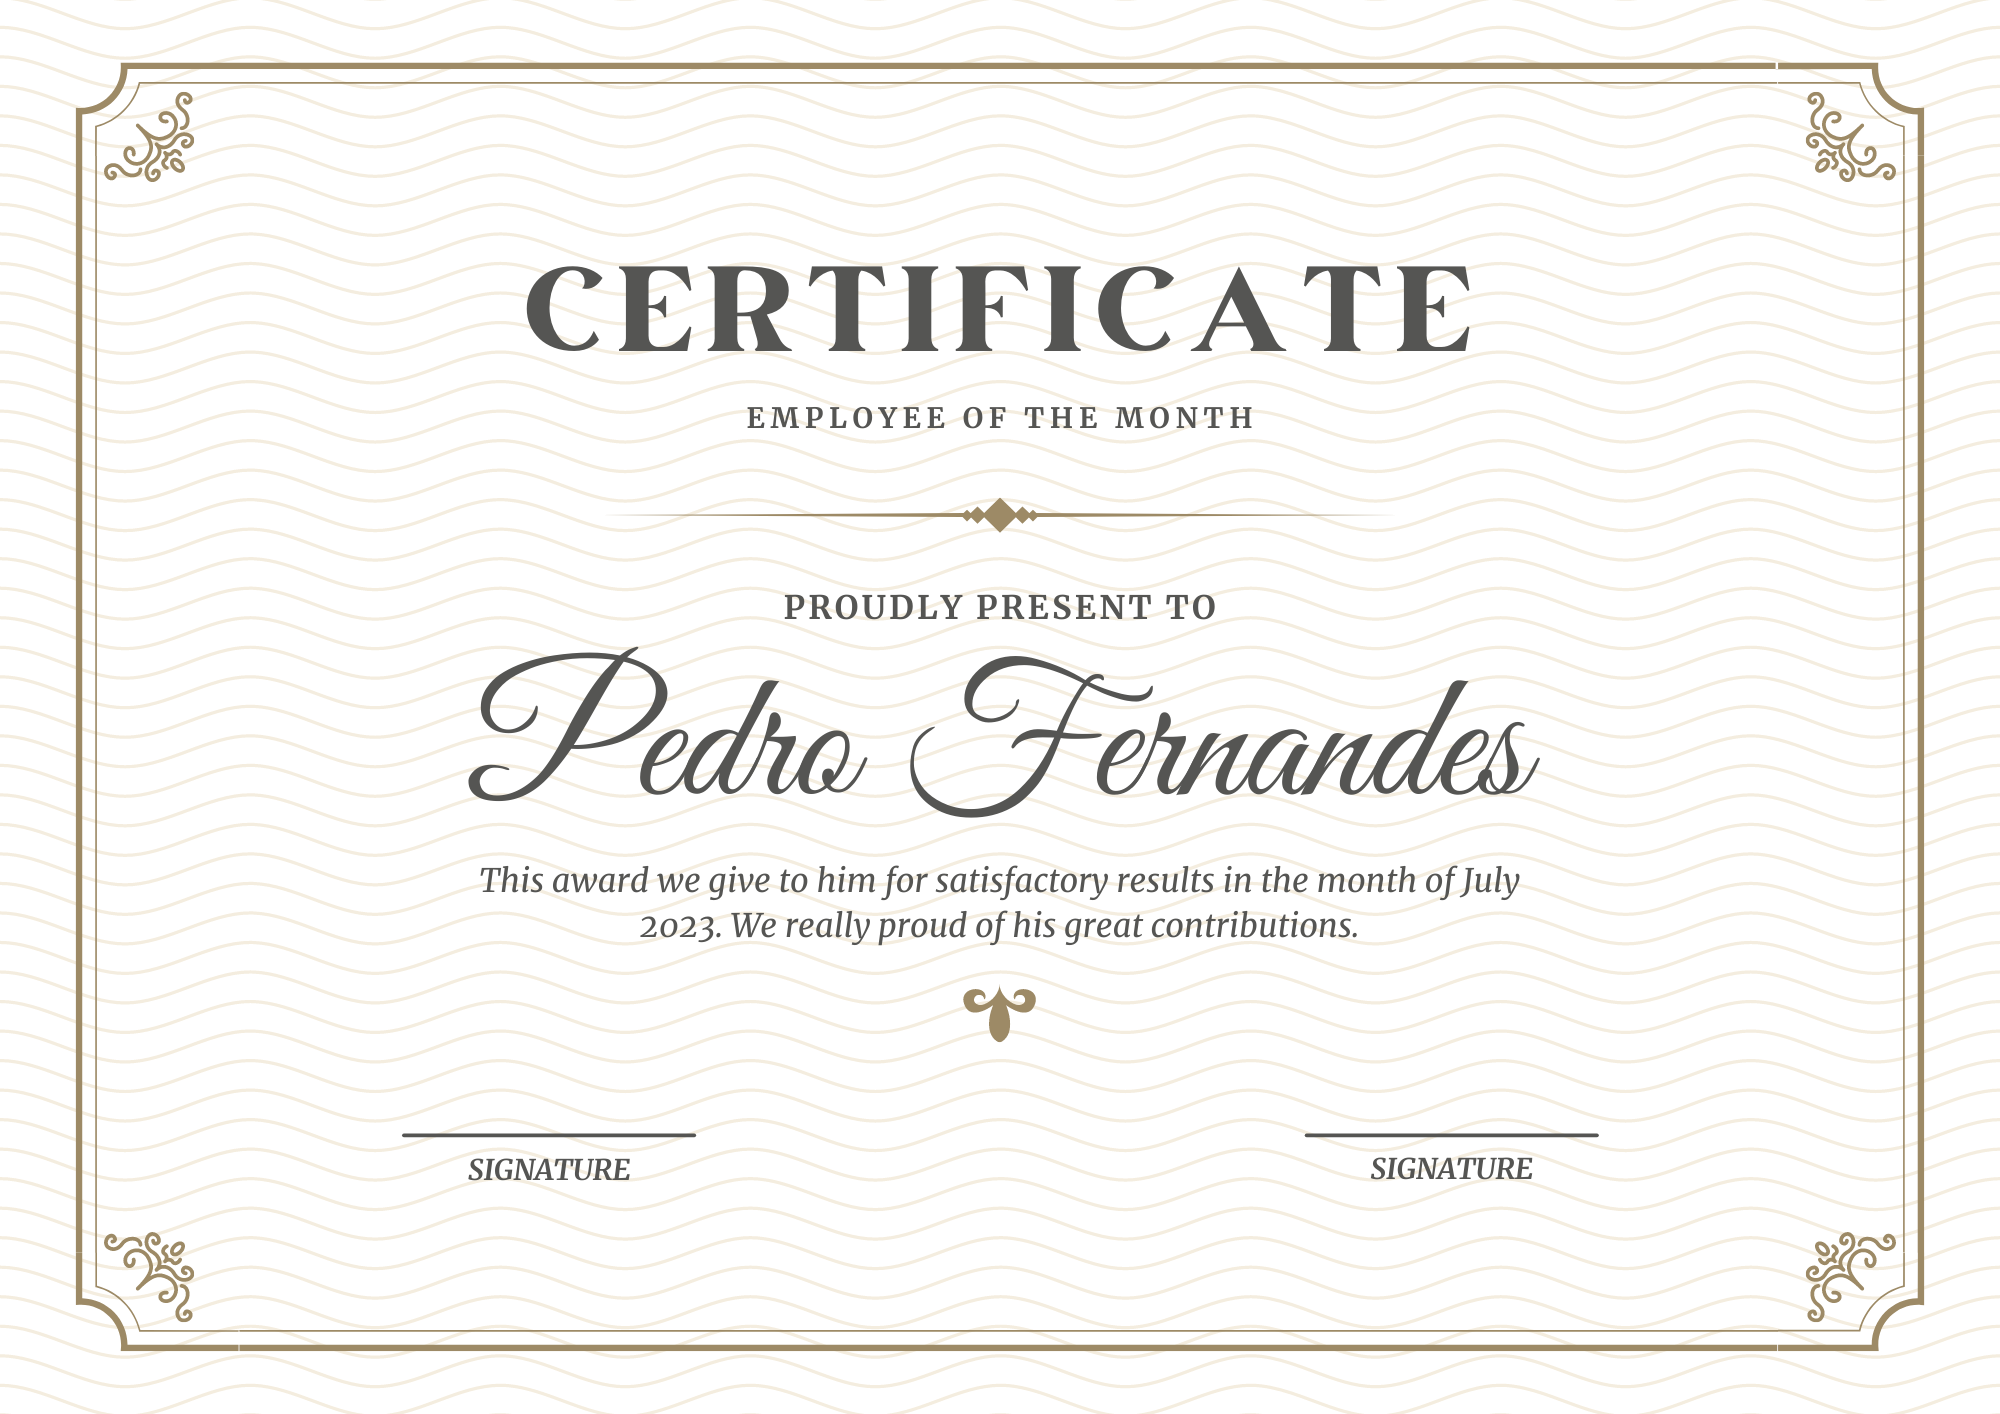 CERTIFICATE
EMPLOYEE OF THE MONTH
PROUDLY PRESENT TO
Pedro Fernandes
This award we give to him for satisfactory results in the month of July
2023. We really proud of his great contributions.
SIGNATURE
SIGNATURE